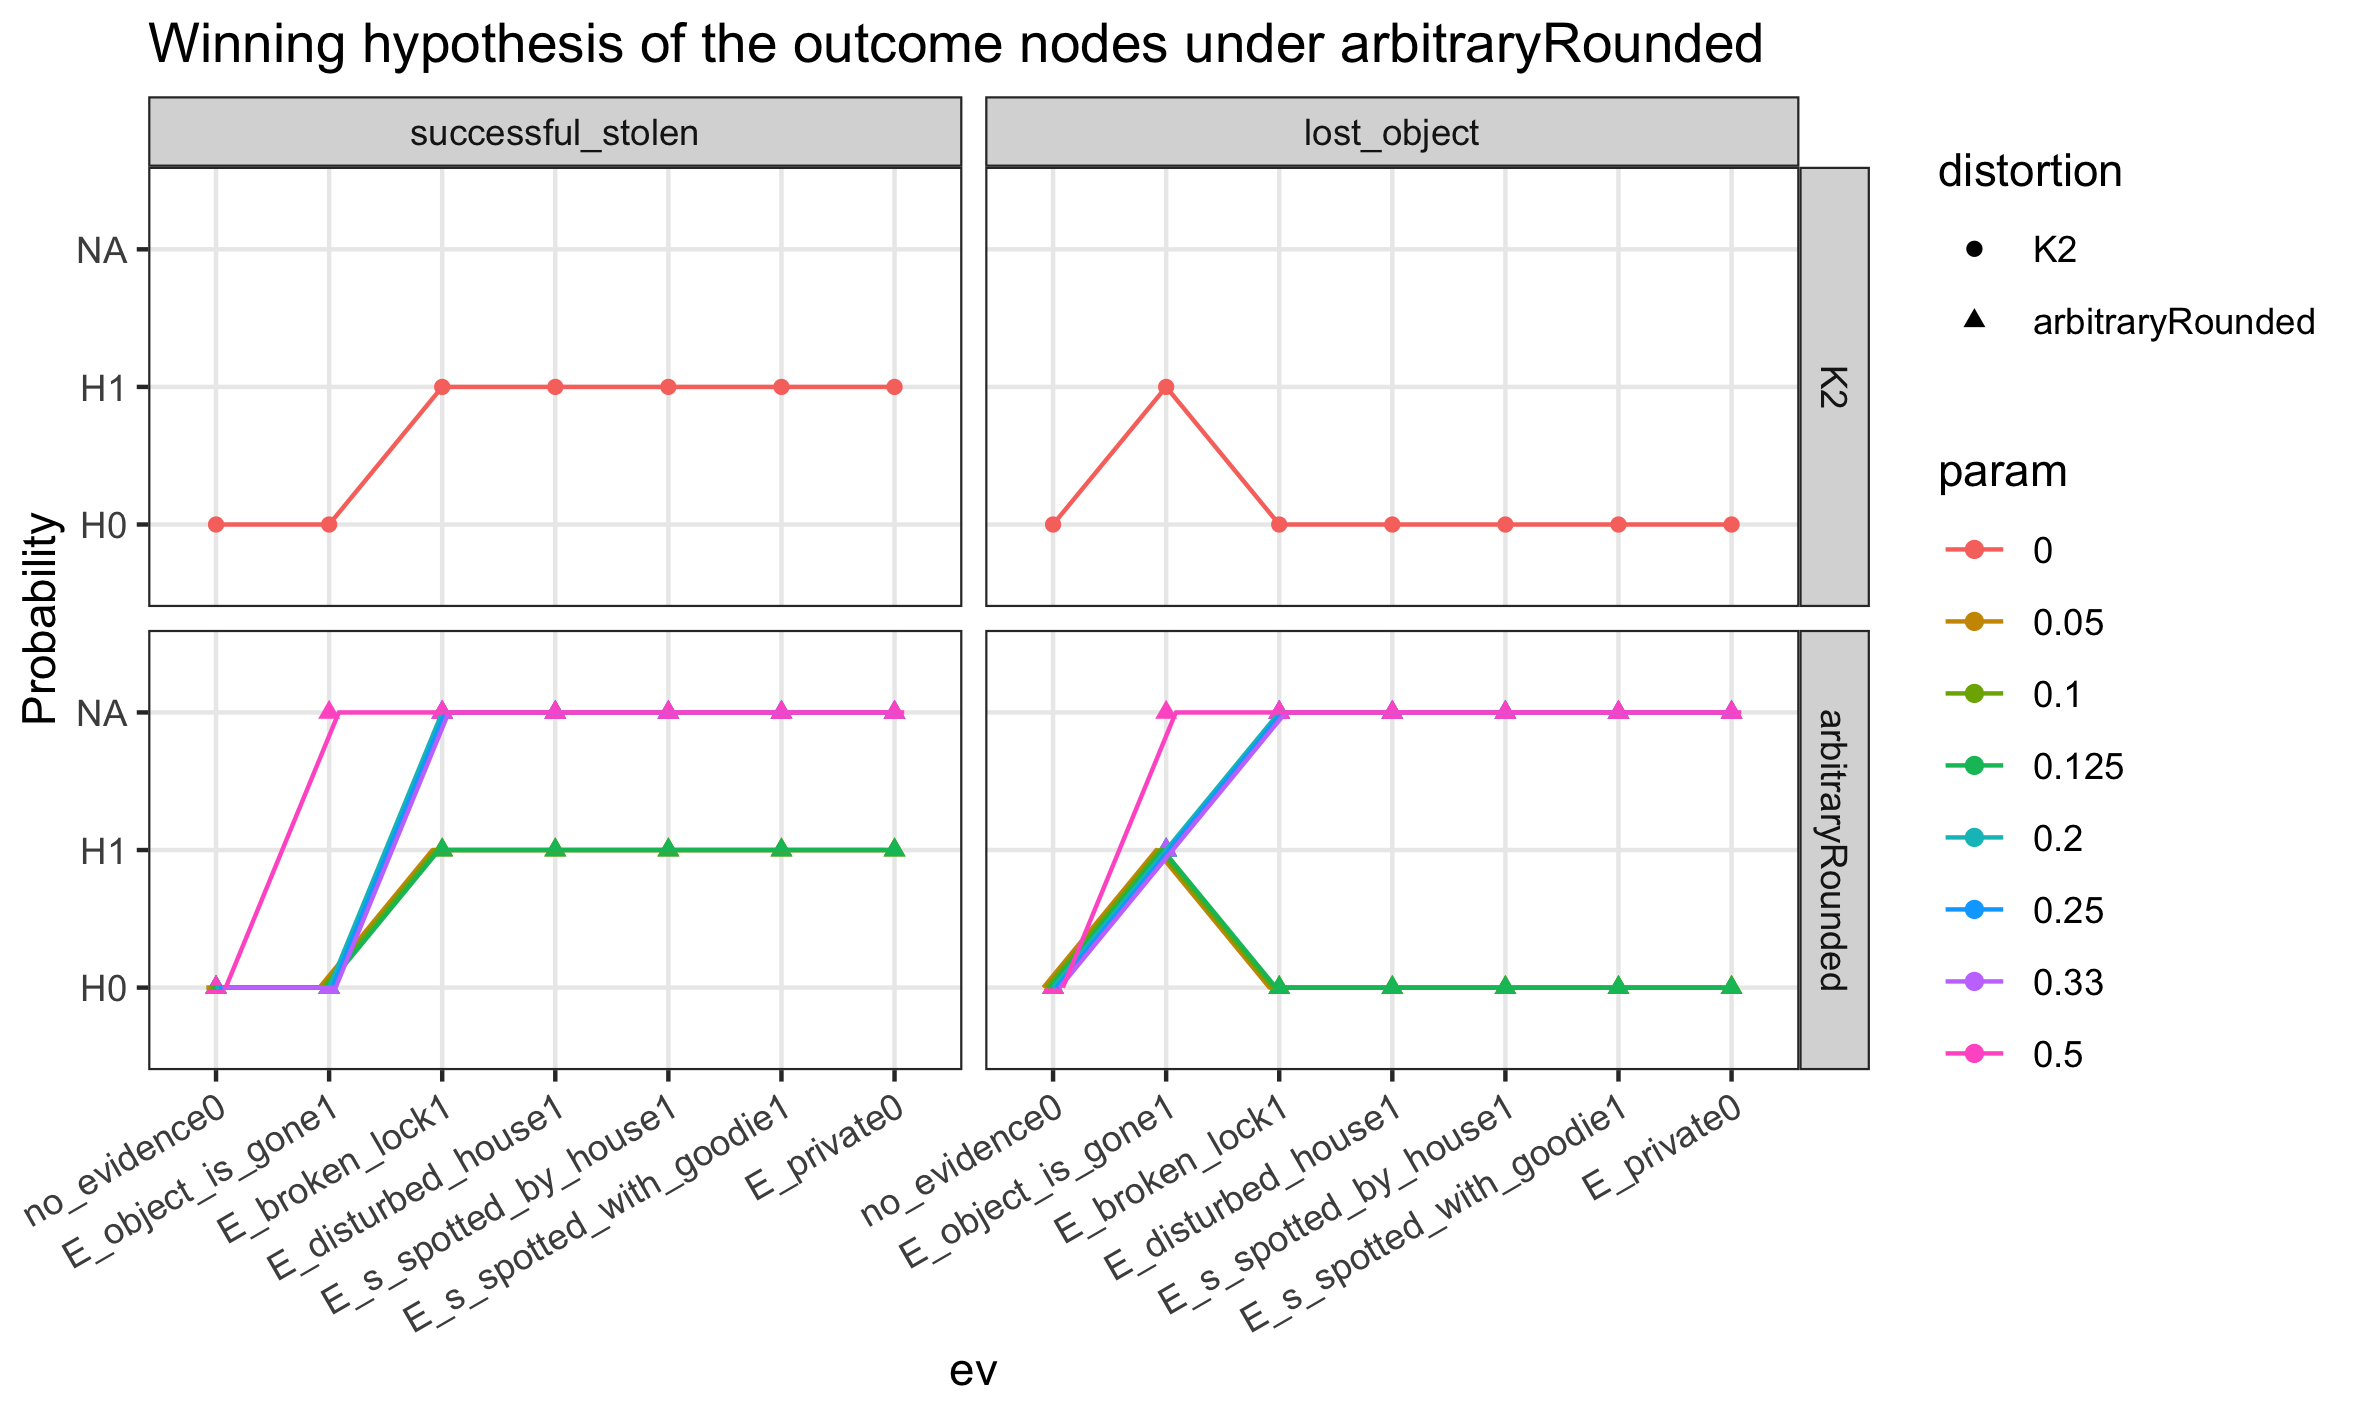 Winning hypothesis of the outcome nodes under arbitraryRounded
successful_stolen
lost_object
NA
H1
H0
K2
NA
H1
H0
arbitraryRounded
Probability
no_evidence0
E_object_is_gone1
E_broken_lock1
E_disturbed_house1
E_s_spotted_by_house1
E_s_spotted_with_goodie1
E_private0
no_evidence0
E_object_is_gone1
E_broken_lock1
E_disturbed_house1
E_s_spotted_by_house1
E_s_spotted_with_goodie1
E_private0
ev
distortion
K2
arbitraryRounded
param
0
0.05
0.1
0.125
0.2
0.25
0.33
0.5